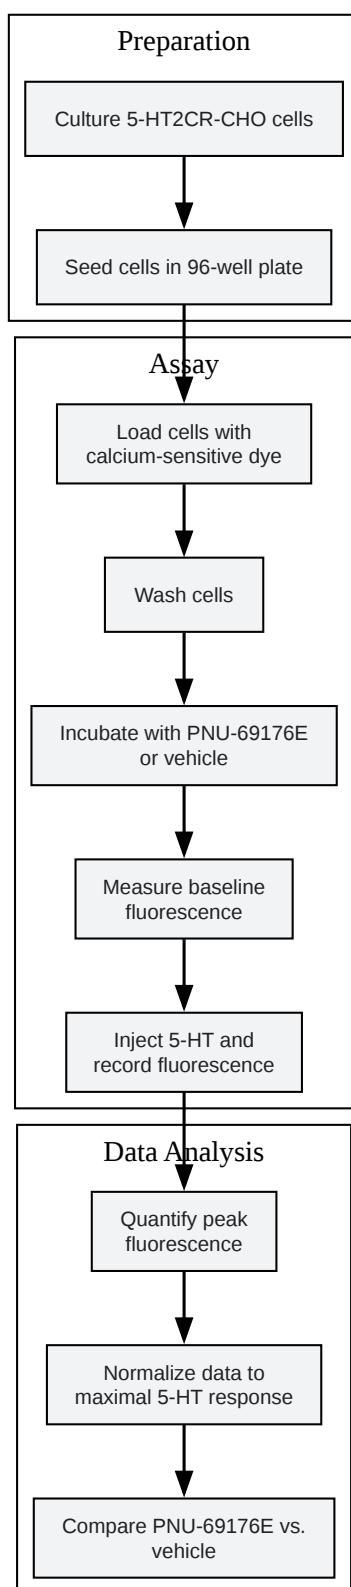 Preparation
Culture 5-HT2CR-CHO cells
Seed cells in 96-well plate
Assay
Load cells with
calcium-sensitive dye
Wash cells
Incubate with PNU-69176E
or vehicle
Measure baseline
fluorescence
Inject 5-HT and
record fluorescence
Data Analysis
Quantify peak
fluorescence
Normalize data to
maximal 5-HT response
Compare PNU-69176E vs.
vehicle